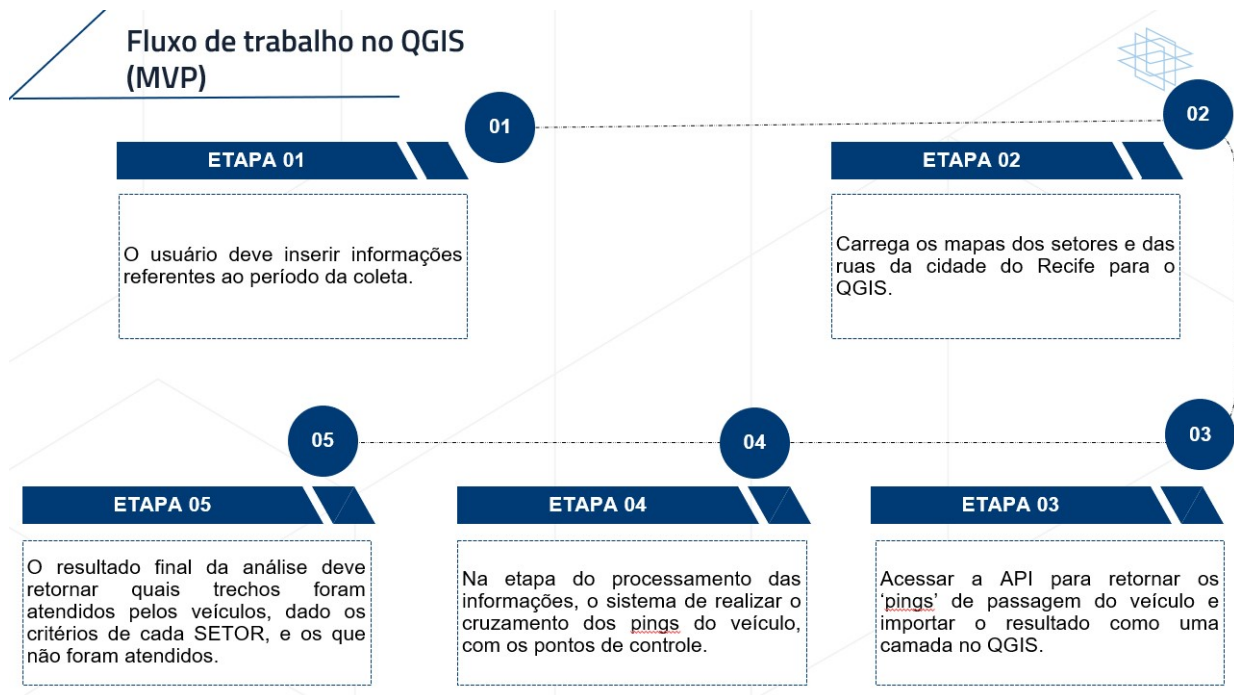 Fluxo de trabalho no QGIS
(MVP)
01
02
ETAPA 01
ETAPA 02
O usuário deve inserir informações
referentes ao período da coleta.
Carrega os mapas dos setores e das
ruas da cidade do Recife para o
QGIS.
03
04
05
ETAPA 03
Acessar a API para retornar os
‘pings’ de passagem do veículo e
importar o resultado como uma
camada no QGIS.
ETAPA 04
Na etapa do processamento das
informações, o sistema de realizar o
cruzamento dos pings do veículo,
com os pontos de controle.
ETAPA 05
O resultado final da análise deve
retornar quais trechos foram
atendidos pelos veículos, dado os
critérios de cada SETOR, e os que
não foram atendidos.